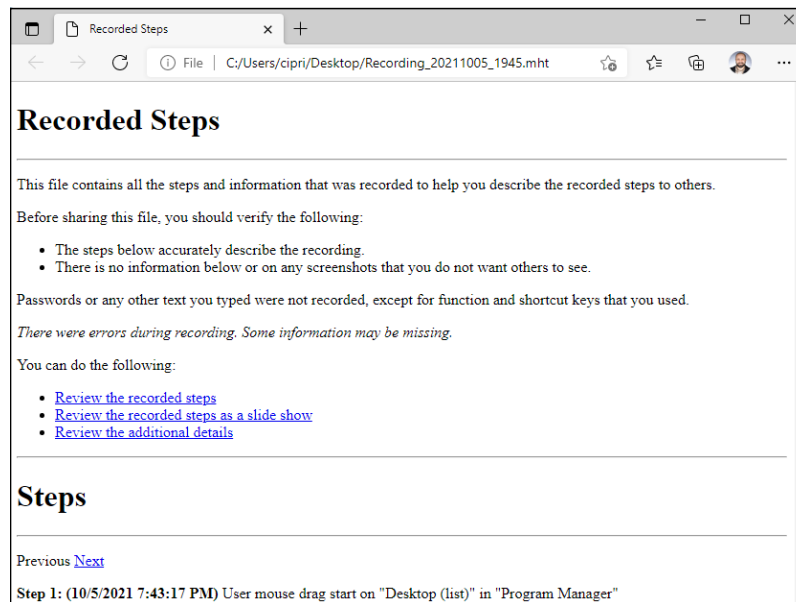 Recorded Steps
File | C:/Users/cipri/Desktop/Recording_20211005_1945.mht
Recorded Steps
This file contains all the steps and information that was recorded to help you describe the recorded steps to others.
Before sharing this file, you should verify the following:
• The steps below accurately describe the recording.
• There is no information below or on any screenshots that you do not want others to see.
Passwords or any other text you typed were not recorded, except for function and shortcut keys that you used.
There were errors during recording. Some information may be missing.
You can do the following:
• Review the recorded steps
• Review the recorded steps as a slide show
• Review the additional details
Steps
Previous Next
Step 1: (10/5/2021 7:43:17 PM) User mouse drag start on "Desktop (list)" in "Program Manager"